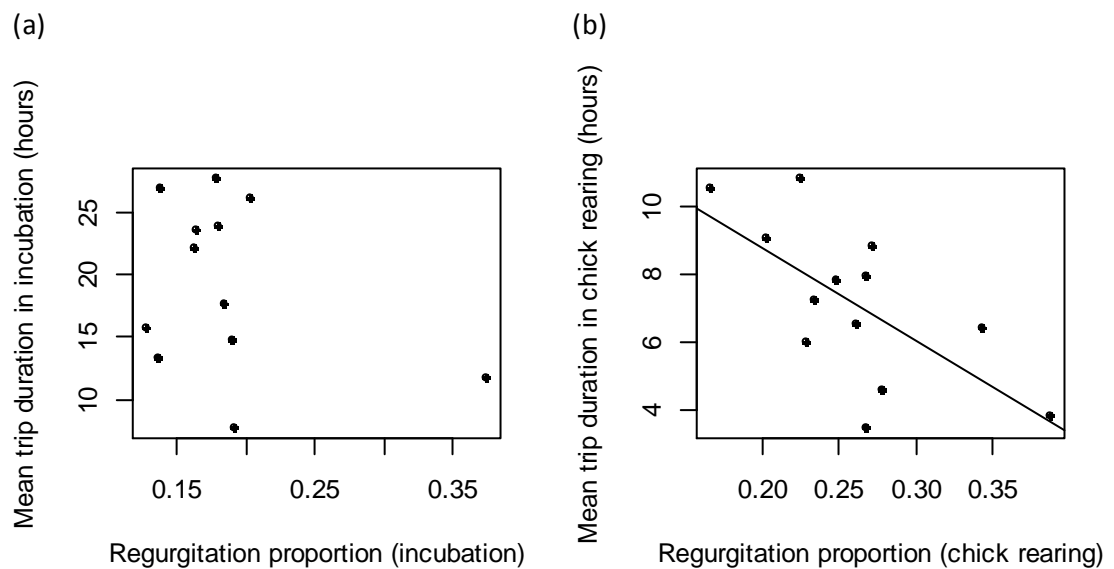 (a)
Mean trip duration in incubation (hours)
25
20
15
10
0.15
0.25
0.35
Regurgitation proportion (incubation)
(b)
Mean trip duration in chick rearing (hours)
10
8
6
4
0.20
0.25
0.30
0.35
Regurgitation proportion (chick rearing)